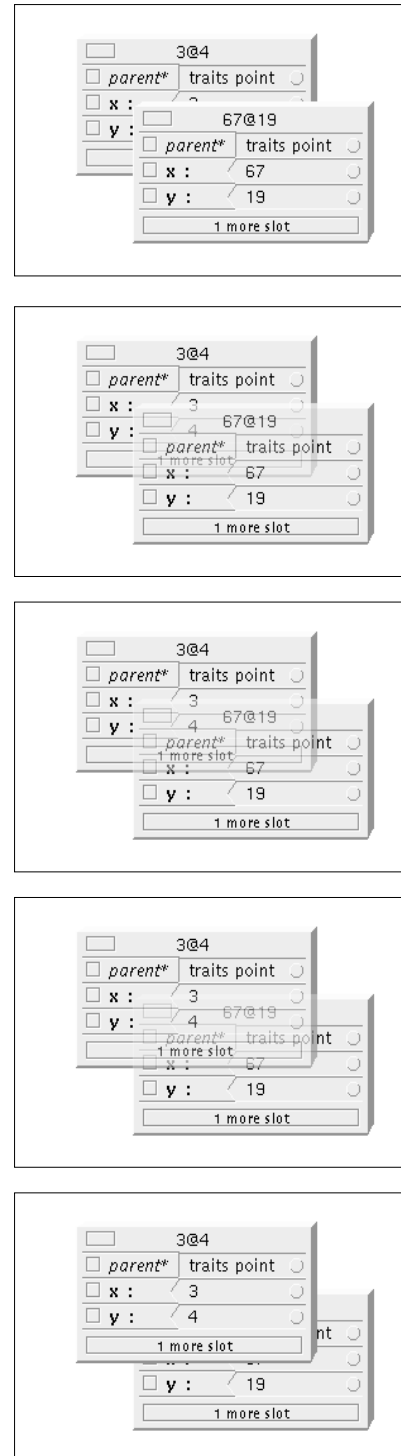 3@4
parent* traits point
x :
y :
67@19
parent* traits point
x : 67
y : 19
1 more slot
3@4
parent* traits point
x : 3
y : 4
67@19
parent* traits point
1 more slot
x : 67
y : 19
1 more slot
3@4
parent* traits point
x : 3
y : 4
67@19
parent* traits point
1 more slot
x : 67
y : 19
1 more slot
3@4
parent* traits point
x : 3
y : 4
67@19
parent* traits point
1 more slot
x : 67
y : 19
1 more slot
3@4
parent* traits point
x : 3
y : 4
1 more slot
nt
y : 19
1 more slot